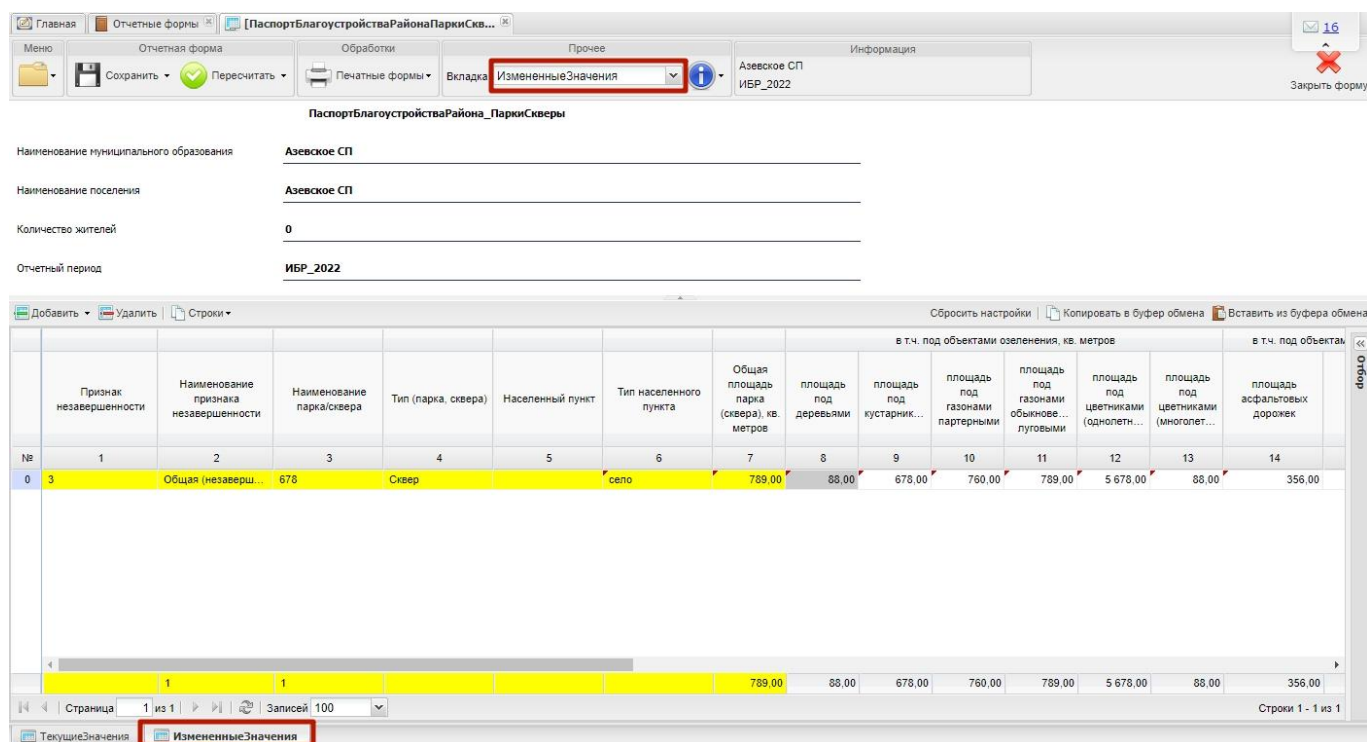 Главная
Отчетные формы
[ПаспортБлагоустройстваРайонаПаркиСкв...
16
Меню
Отчетная форма
Обработки
Прочее
Информация
Сохранить
Пересчитать
Печатные формы
Вкладка
ИзмененныеЗначения
Азевское СП
ИБР_2022
Закрыть форму
ПаспортБлагоустройстваРайона_ПаркиСкверы
Наименование муниципального образования Азевское СП
Наименование поселения Азевское СП
Количество жителей 0
Отчетный период ИБР_2022
Добавить Удалить Строки Сбросить настройки Копировать в буфер обмена Вставить из буфера обмена
в т.ч. под объектами озеленения, кв. метров
в т.ч. под объектам
Отбор
Признак
незавершенности
Наименование
признака
незавершенности
Наименование
парка/сквера
Тип (парка, сквера)
Населенный пункт
Тип населенного
пункта
Общая
площадь
парка
(сквера), кв.
метров
площадь
под
деревьями
площадь
под
кустарник...
площадь
под
газонами
партерными
площадь
под
газонами
обыкнове...
луговыми
площадь
под
цветниками
(однолетн...
площадь
под
цветниками
(многолет...
площадь
асфальтовых
дорожек
№ 1 2 3 4 5 6 7 8 9 10 11 12 13 14
0 3 Общая (незаверш... 678 Сквер село 789,00 88,00 678,00 760,00 789,00 5 678,00 88,00 356,00
1 1 789,00 88,00 678,00 760,00 789,00 5 678,00 88,00 356,00
Страница 1 из 1 Записей 100 Строки 1 - 1 из 1
ТекущиеЗначения ИзмененныеЗначения